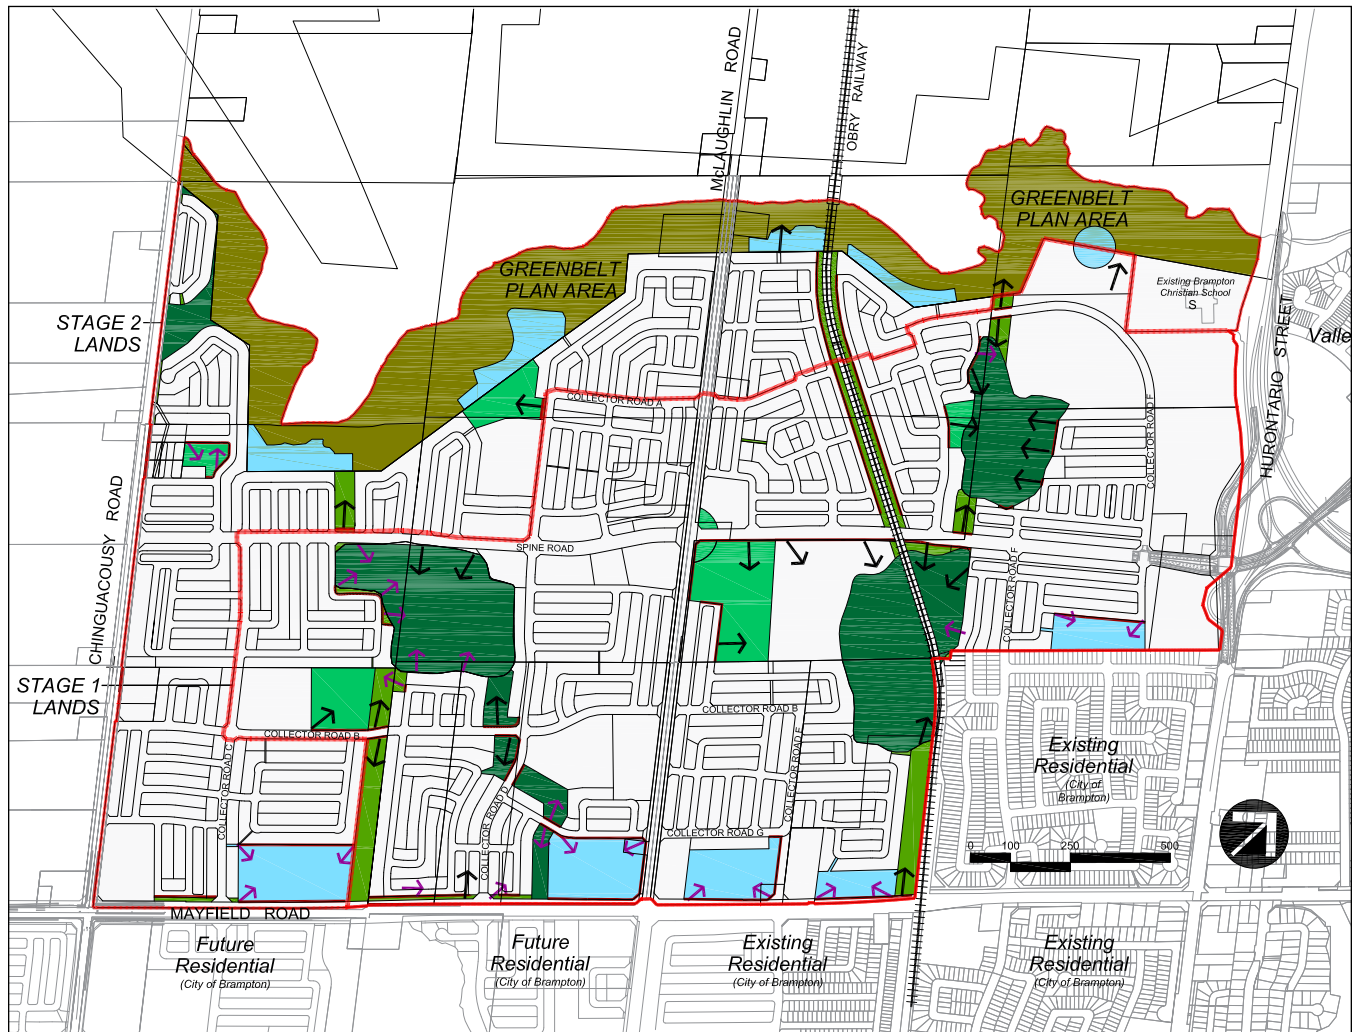 McLAUGHLIN ROAD
OBRY RAILWAY
GREENBELT
PLAN AREA
GREENBELT
PLAN AREA
Existing Brampton
Christian School
S
HURONTARIO STREET
Valle
STAGE 2
LANDS
COLLECTOR ROAD A
COLLECTOR ROAD F
CHINGUACOUSY ROAD
SPINE ROAD
COLLECTOR ROAD F
STAGE 1
LANDS
COLLECTOR ROAD B
COLLECTOR ROAD B
COLLECTOR ROAD C
COLLECTOR ROAD D
COLLECTOR ROAD E
COLLECTOR ROAD G
Existing
Residential
(City of
Brampton)
0 100 250 500
MAYFIELD ROAD
Future
Residential
(City of Brampton)
Future
Residential
(City of Brampton)
Existing
Residential
(City of Brampton)
Existing
Residential
(City of Brampton)